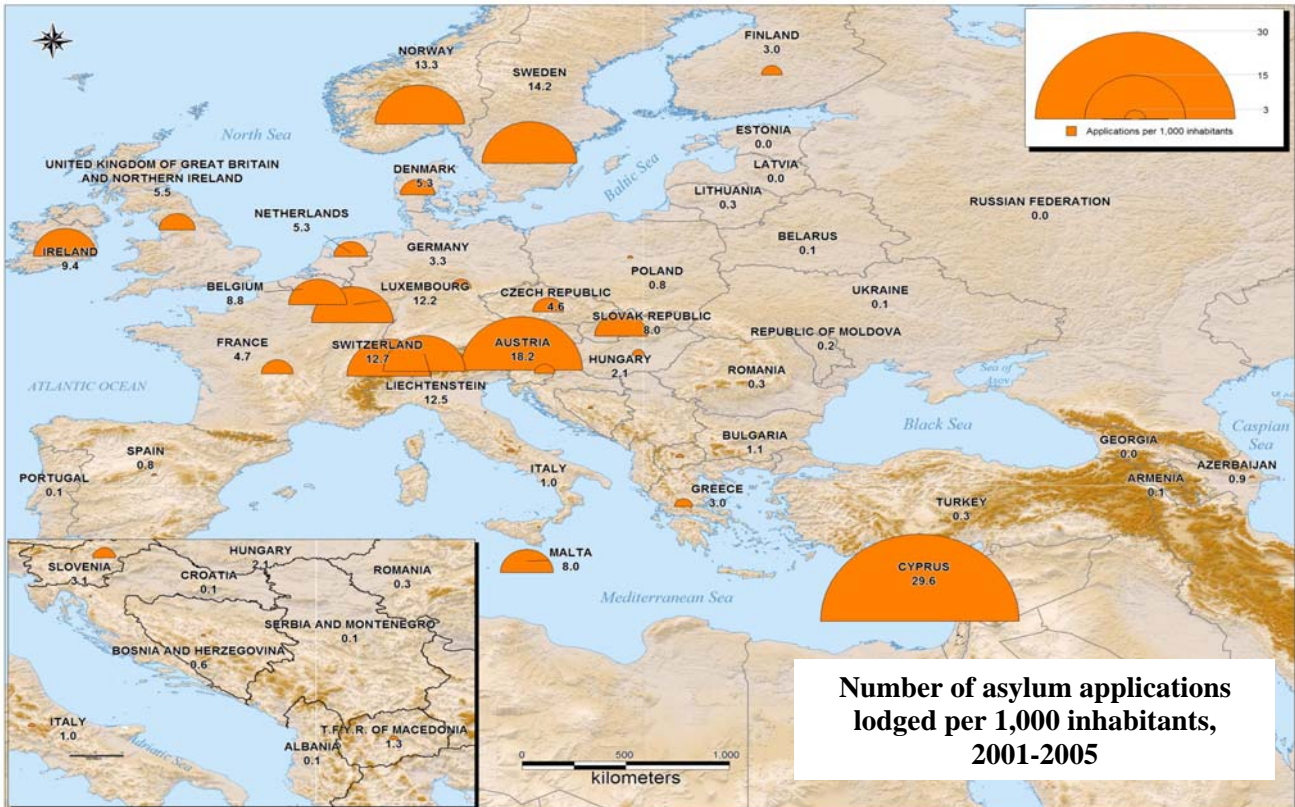 NORWAY
13.3
SWEDEN
14.2
FINLAND
3.0
30
15
3
Applications per 1,000 inhabitants
North Sea
Baltic Sea
ESTONIA
0.0
LATVIA
0.0
LITHUANIA
0.3
RUSSIAN FEDERATION
0.0
UNITED KINGDOM OF GREAT BRITAIN
AND NORTHERN IRELAND
5.5
DENMARK
5.3
NETHERLANDS
5.3
IRELAND
9.4
GERMANY
3.3
BELARUS
0.1
POLAND
0.8
BELGIUM
8.8
LUXEMBOURG
12.2
CZECH REPUBLIC
4.6
UKRAINE
0.1
SLOVAK REPUBLIC
8.0
FRANCE
4.7
SWITZERLAND
12.7
AUSTRIA
18.2
HUNGARY
2.1
REPUBLIC OF MOLDOVA
0.2
ROMANIA
0.3
ATLANTIC OCEAN
LIECHTENSTEIN
12.5
Sea of
Azov
Black Sea
Caspian
Sea
SPAIN
0.8
PORTUGAL
0.1
ITALY
1.0
BULGARIA
1.1
GREECE
3.0
GEORGIA
0.0
AZERBAIJAN
0.9
ARMENIA
0.1
TURKEY
0.3
MALTA
8.0
CYPRUS
29.6
Mediterranean Sea
HUNGARY
2.1
SLOVENIA
3.1
CROATIA
0.1
ROMANIA
0.3
SERBIA AND MONTENEGRO
0.1
BOSNIA AND HERZEGOVINA
0.6
ITALY
1.0
Adriatic Sea
T.F.Y.R. OF MACEDONIA
1.3
ALBANIA
0.1
0 500 1.000
kilometers
Number of asylum applications
lodged per 1,000 inhabitants,
2001-2005